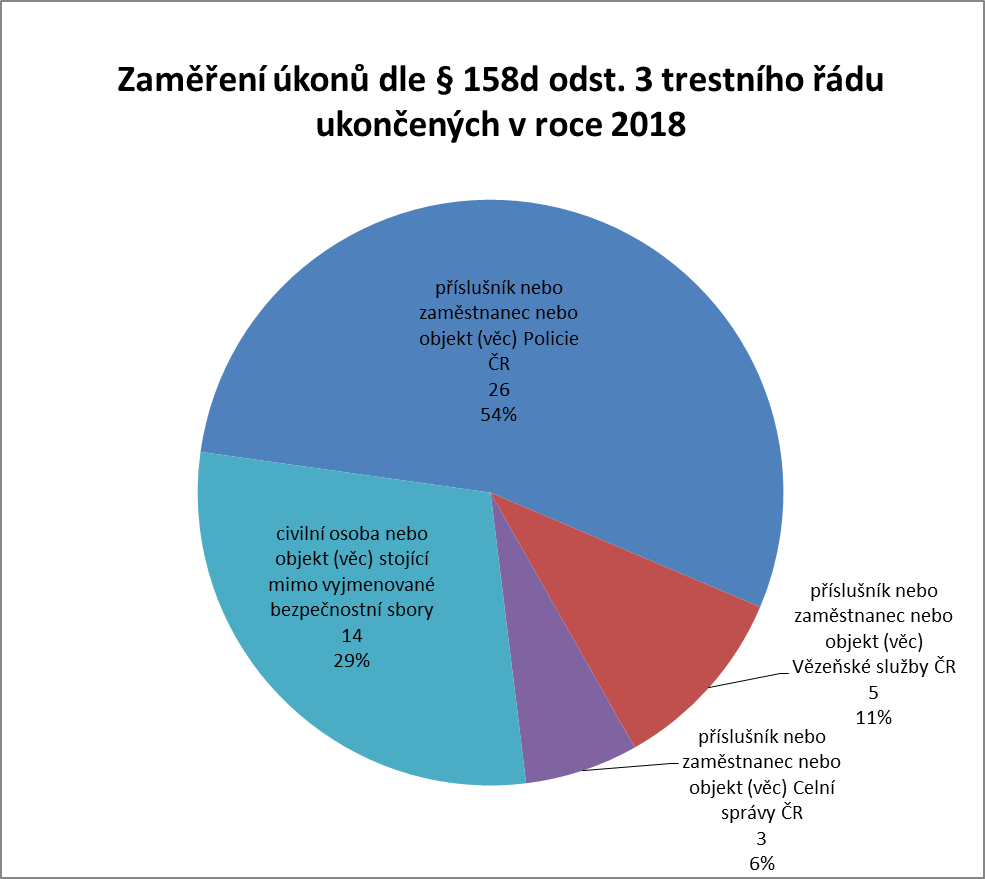 Zaměření úkonů dle § 158d odst. 3 trestního řádu
ukončených v roce 2018
příslušník nebo
zaměstnanec nebo
objekt (věc) Policie
ČR
26
54%
civilní osoba nebo
objekt (věc) stojící
mimo vyjmenované
bezpečnostní sbory
14
29%
příslušník nebo
zaměstnanec nebo
objekt (věc)
Vězeňské služby ČR
5
11%
příslušník nebo
zaměstnanec nebo
objekt (věc) Celní
správy ČR
3
6%